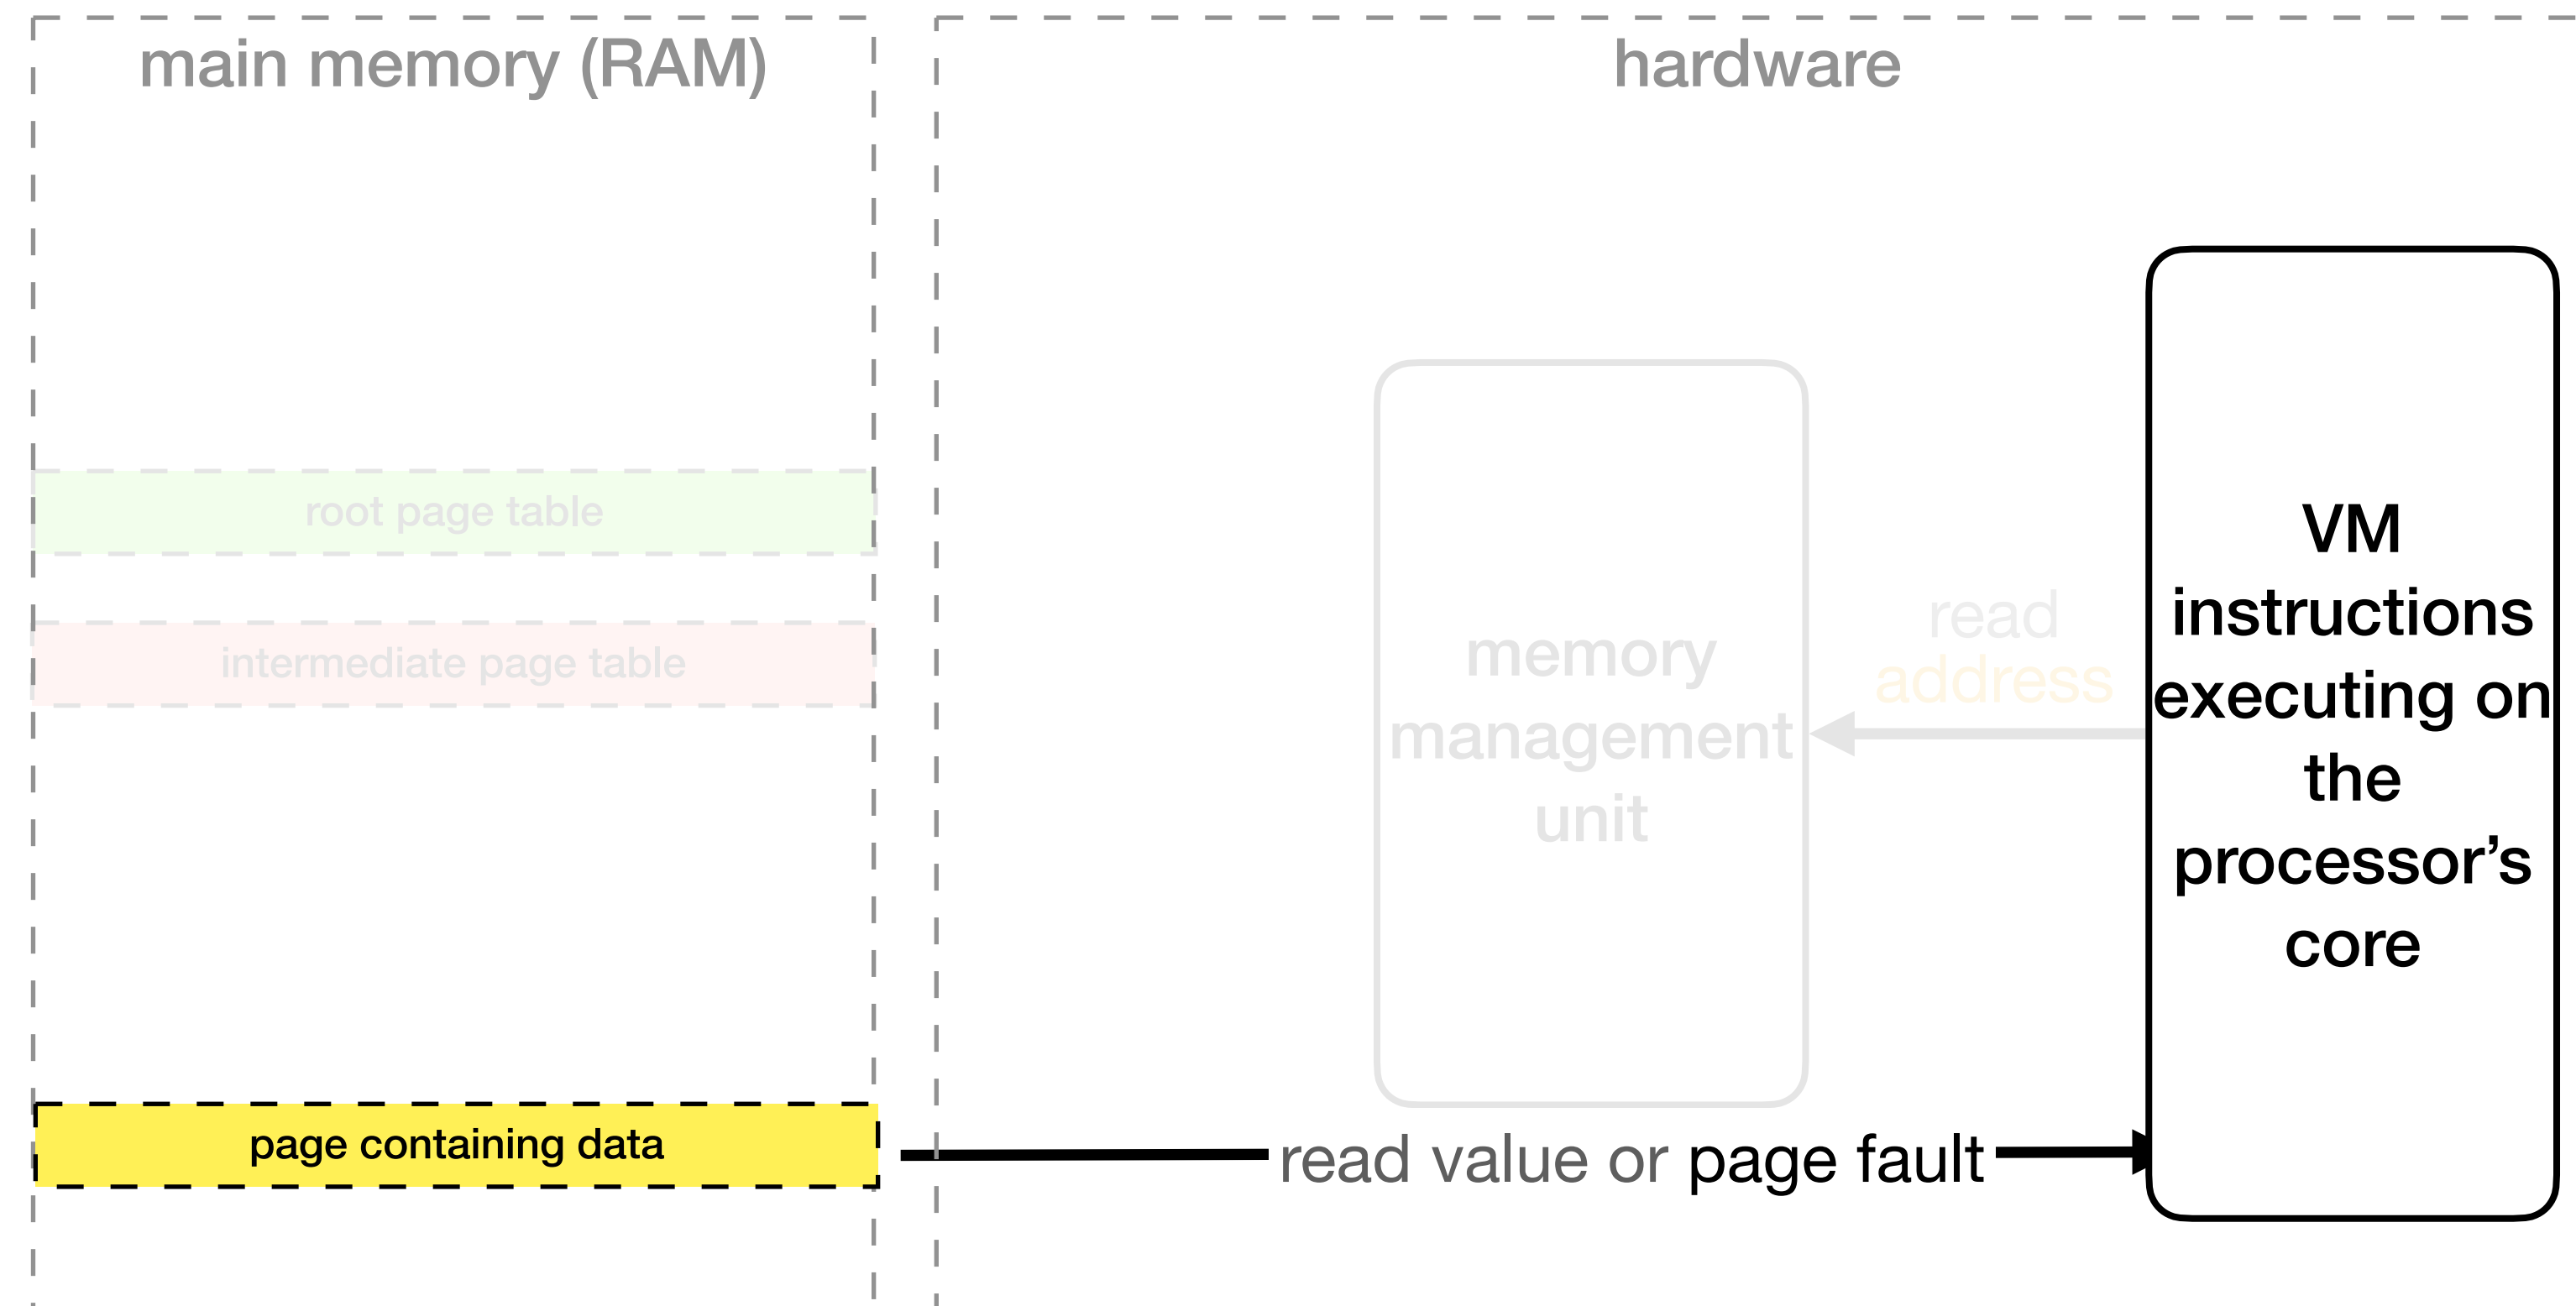 main memory (RAM)
hardware
root page table
intermediate page table
page containing data
memory
management
unit
read
address
VM
instructions
executing on
the
processor’s
core
read value or page fault